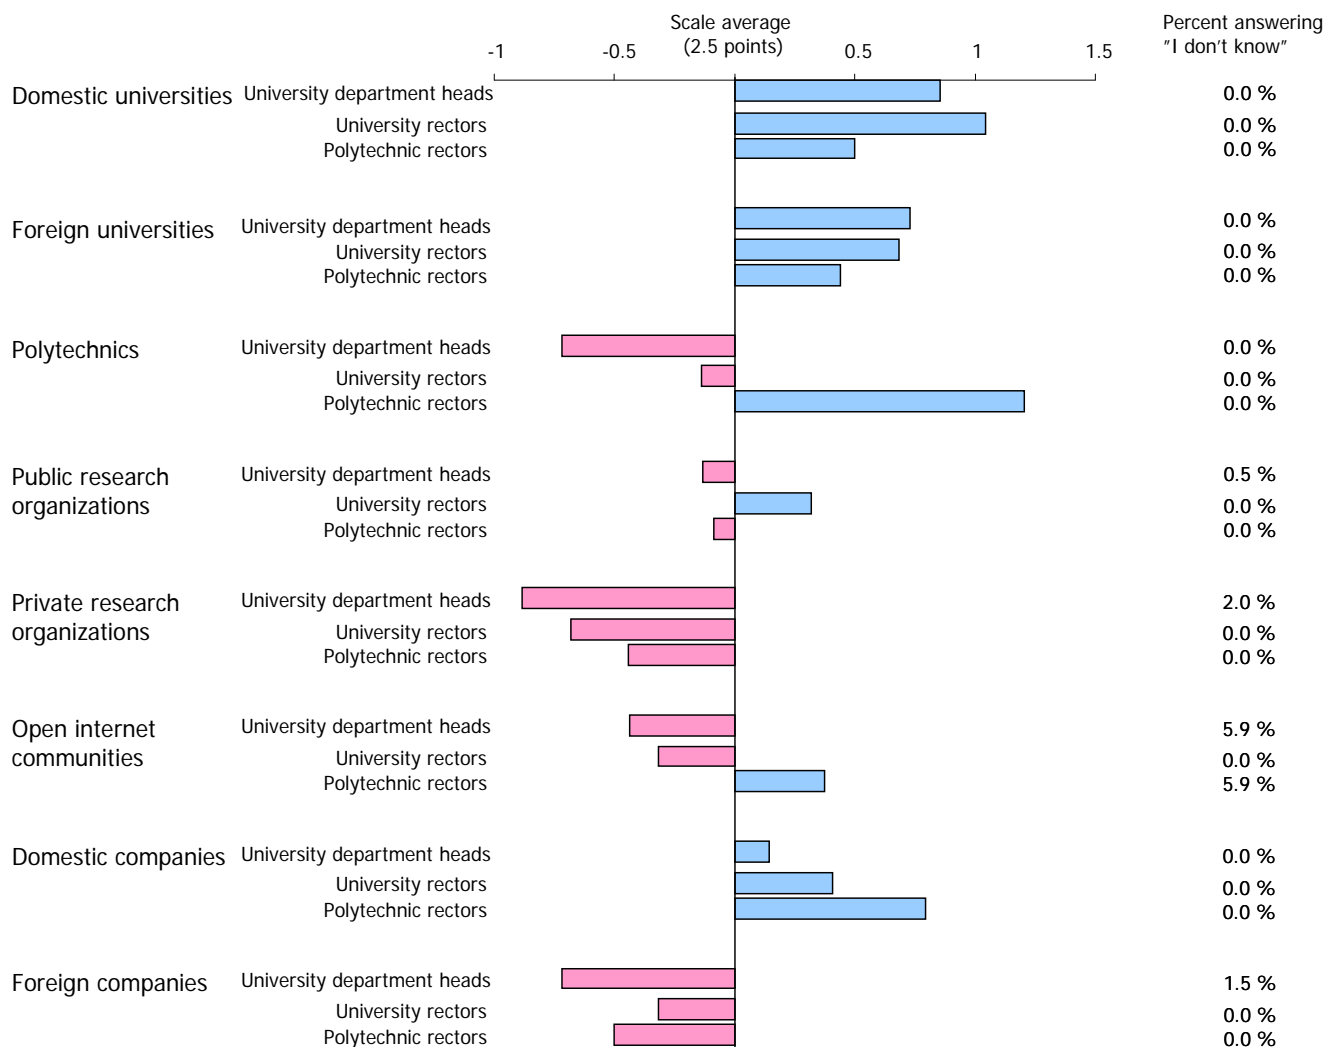 Scale average
(2.5 points)
Percent answering
"I don't know"
-1 -0.5 0.5 1 1.5
Domestic universities University department heads 0.0 %
University rectors 0.0 %
Polytechnic rectors 0.0 %
Foreign universities University department heads 0.0 %
University rectors 0.0 %
Polytechnic rectors 0.0 %
Polytechnics University department heads 0.0 %
University rectors 0.0 %
Polytechnic rectors 0.0 %
Public research
organizations
University department heads 0.5 %
University rectors 0.0 %
Polytechnic rectors 0.0 %
Private research
organizations
University department heads 2.0 %
University rectors 0.0 %
Polytechnic rectors 0.0 %
Open internet
communities
University department heads 5.9 %
University rectors 0.0 %
Polytechnic rectors 5.9 %
Domestic companies University department heads 0.0 %
University rectors 0.0 %
Polytechnic rectors 0.0 %
Foreign companies University department heads 1.5 %
University rectors 0.0 %
Polytechnic rectors 0.0 %